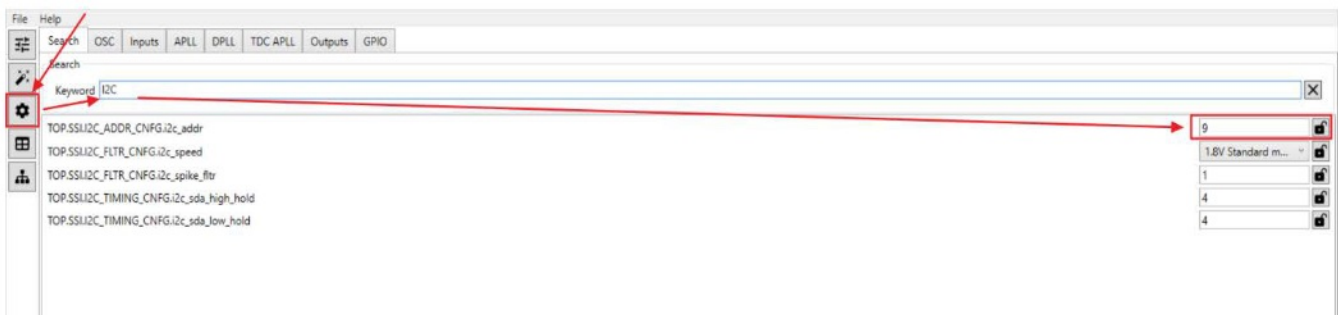 File Help
Search OSC Inputs APLL DPLL TDC APLL Outputs GPIO
Search
Keyword I2C
TOP.SSI.I2C_ADDR_CNFG.i2c_addr 9
TOP.SSI.I2C_FLTR_CNFG.i2c_speed 1.8V Standard m...
TOP.SSI.I2C_FLTR_CNFG.i2c_spike_fltr 1
TOP.SSI.I2C_TIMING_CNFG.i2c_sda_high_hold 4
TOP.SSI.I2C_TIMING_CNFG.i2c_sda_low_hold 4